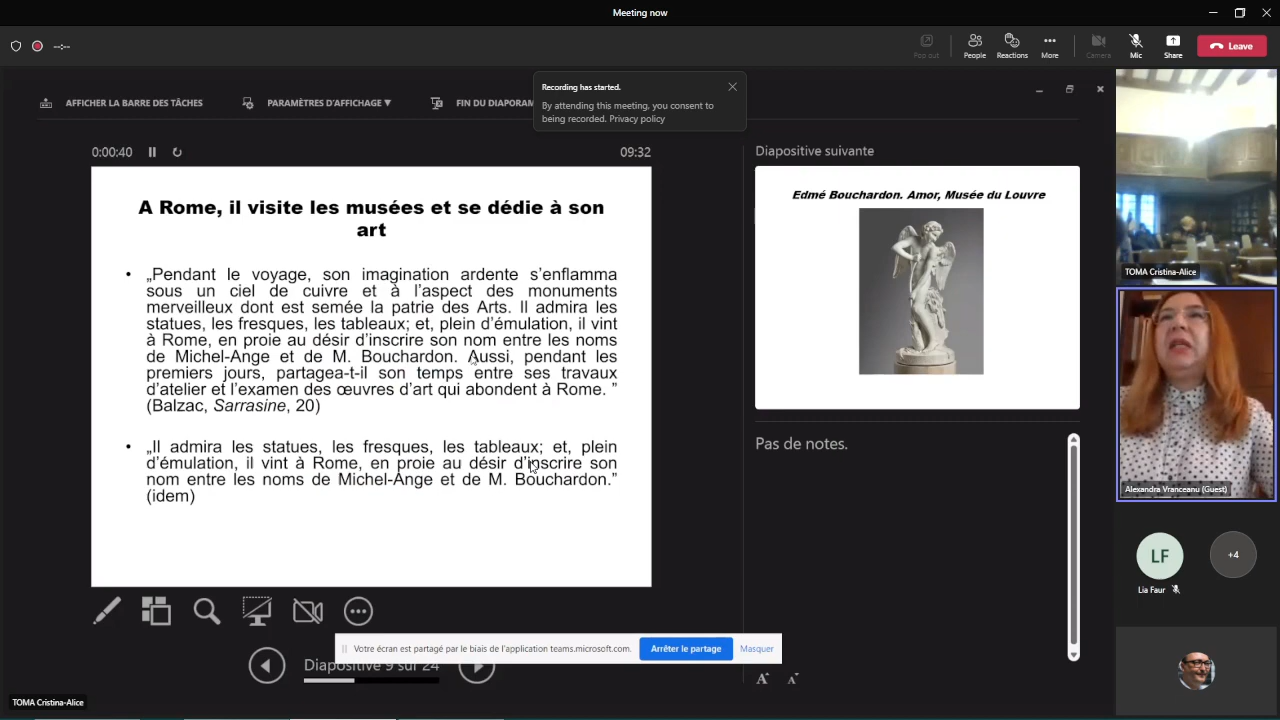 Meeting now
Pop out
People
Reactions
More
Camera
Mic
Share
Leave
Recording has started.
By attending this meeting, you consent to
being recorded. Privacy policy
AFFICHER LA BARRE DES TÂCHES
PARAMÈTRES D'AFFICHAGE ▼
FIN DU DIAPORAM
0:00:40
09:32
A Rome, il visite les musées et se dédie à son
art
• „Pendant le voyage, son imagination ardente s’enflamma
sous un ciel de cuivre et à l’aspect des monuments
merveilleux dont est semée la patrie des Arts. Il admira les
statues, les fresques, les tableaux; et, plein d’émulation, il vint
à Rome, en proie au désir d’inscrire son nom entre les noms
de Michel-Ange et de M. Bouchardon. Aussi, pendant les
premiers jours, partagea-t-il son temps entre ses travaux
d’atelier et l’examen des œuvres d’art qui abondent à Rome. ”
(Balzac, Sarrasine, 20)
• „Il admira les statues, les fresques, les tableaux; et, plein
d’émulation, il vint à Rome, en proie au désir d’inscrire son
nom entre les noms de Michel-Ange et de M. Bouchardon.”
(idem)
Diapositive suivante
Edmé Bouchardon. Amor, Musée du Louvre
Pas de notes.
Votre écran est partagé par le biais de l'application teams.microsoft.com.
Arrêter le partage
Masquer
Diapositive 9 sur 24
A A
TOMA Cristina-Alice
TOMA Cristina-Alice
Alexandra Vranceanu (Guest)
LF
Lia Faur
+4